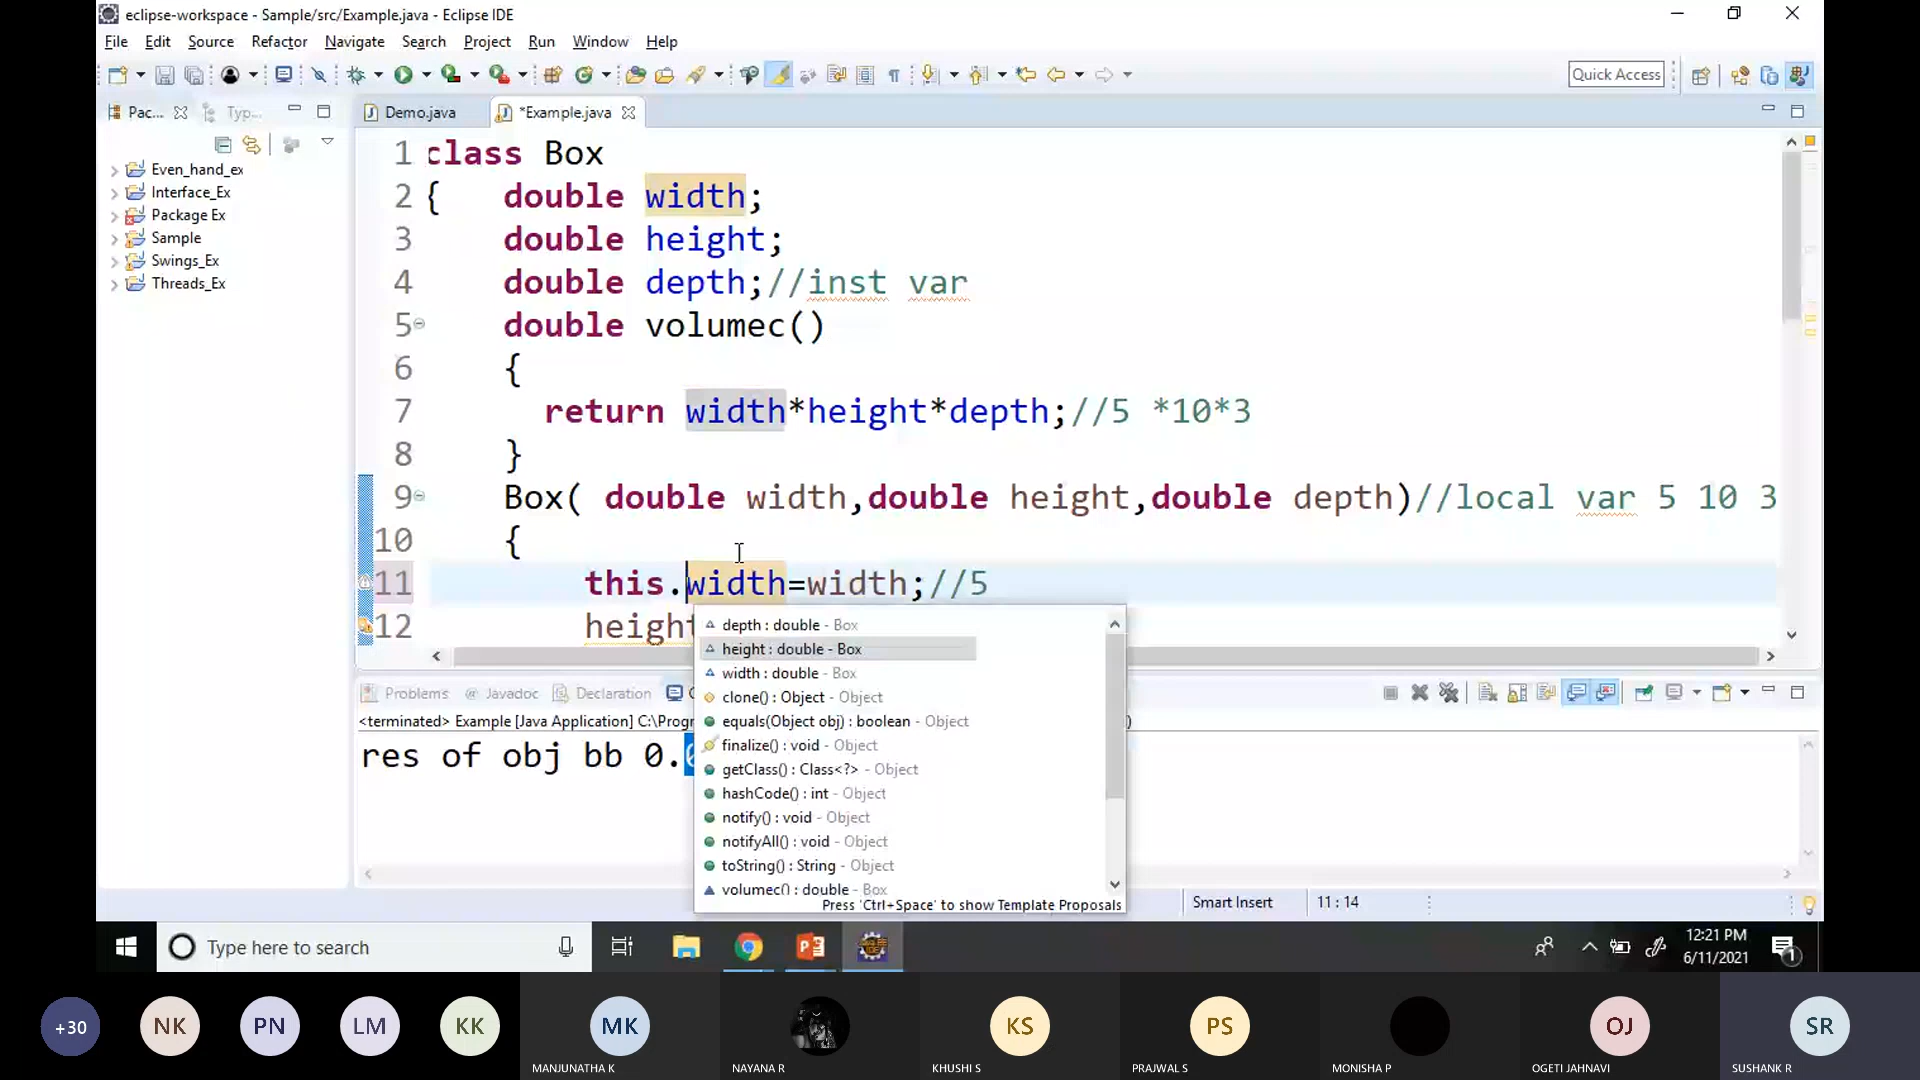 eclipse-workspace - Sample/src/Example.java - Eclipse IDE
File Edit Source Refactor Navigate Search Project Run Window Help
Quick Access
Pac... Typ...
Demo.java *Example.java
Even_hand_ex
Interface_Ex
Package Ex
Sample
Swings_Ex
Threads_Ex
1 class Box
2 { double width;
3 double height;
4 double depth;//inst var
5 double volumec()
6 {
7 return width*height*depth;//5 *10*3
8 }
9 Box( double width,double height,double depth)//local var 5 10 3
10 {
11 this.width=width;//5
12 height
depth : double - Box
height : double - Box
width : double - Box
clone() : Object - Object
equals(Object obj) : boolean - Object
finalize() : void - Object
getClass() : Class<?> - Object
hashCode() : int - Object
notify() : void - Object
notifyAll() : void - Object
toString() : String - Object
volumec() : double - Box
Press 'Ctrl+Space' to show Template Proposals
Problems @ Javadoc Declaration
<terminated> Example [Java Application] C:\Progr
res of obj bb 0.
Smart Insert 11 : 14
Type here to search
12:21 PM
6/11/2021
1
+30 NK PN LM KK MK KS PS OJ SR
MANJUNATHA K NAYANA R KHUSHI S PRAJWAL S MONISHA P OGETI JAHNAVI SUSHANK R